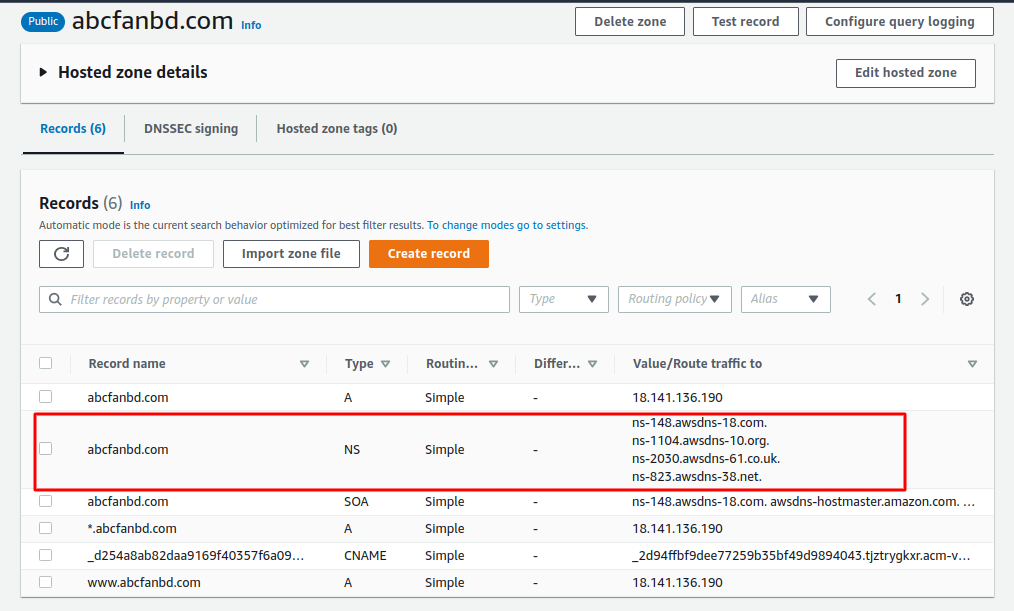 Public abcfanbd.com Info Delete zone Test record Configure query logging
Hosted zone details Edit hosted zone
Records (6) DNSSEC signing Hosted zone tags (0)
Records (6) Info
Automatic mode is the current search behavior optimized for best filter results. To change modes go to settings.
Delete record Import zone file Create record
Filter records by property or value Type Routing policy Alias 1
Record name Type Routin... Differ... Value/Route traffic to
abcfanbd.com A Simple - 18.141.136.190
abcfanbd.com NS Simple - ns-148.awsdns-18.com.
ns-1104.awsdns-10.org.
ns-2030.awsdns-61.co.uk.
ns-823.awsdns-38.net.
abcfanbd.com SOA Simple - ns-148.awsdns-18.com. awsdns-hostmaster.amazon.com. ...
*.abcfanbd.com A Simple - 18.141.136.190
_d254a8ab82daa9169f40357f6a09... CNAME Simple - _2d94ffbf9dee77259b35bf49d9894043.tjztrygkxr.acm-v...
www.abcfanbd.com A Simple - 18.141.136.190